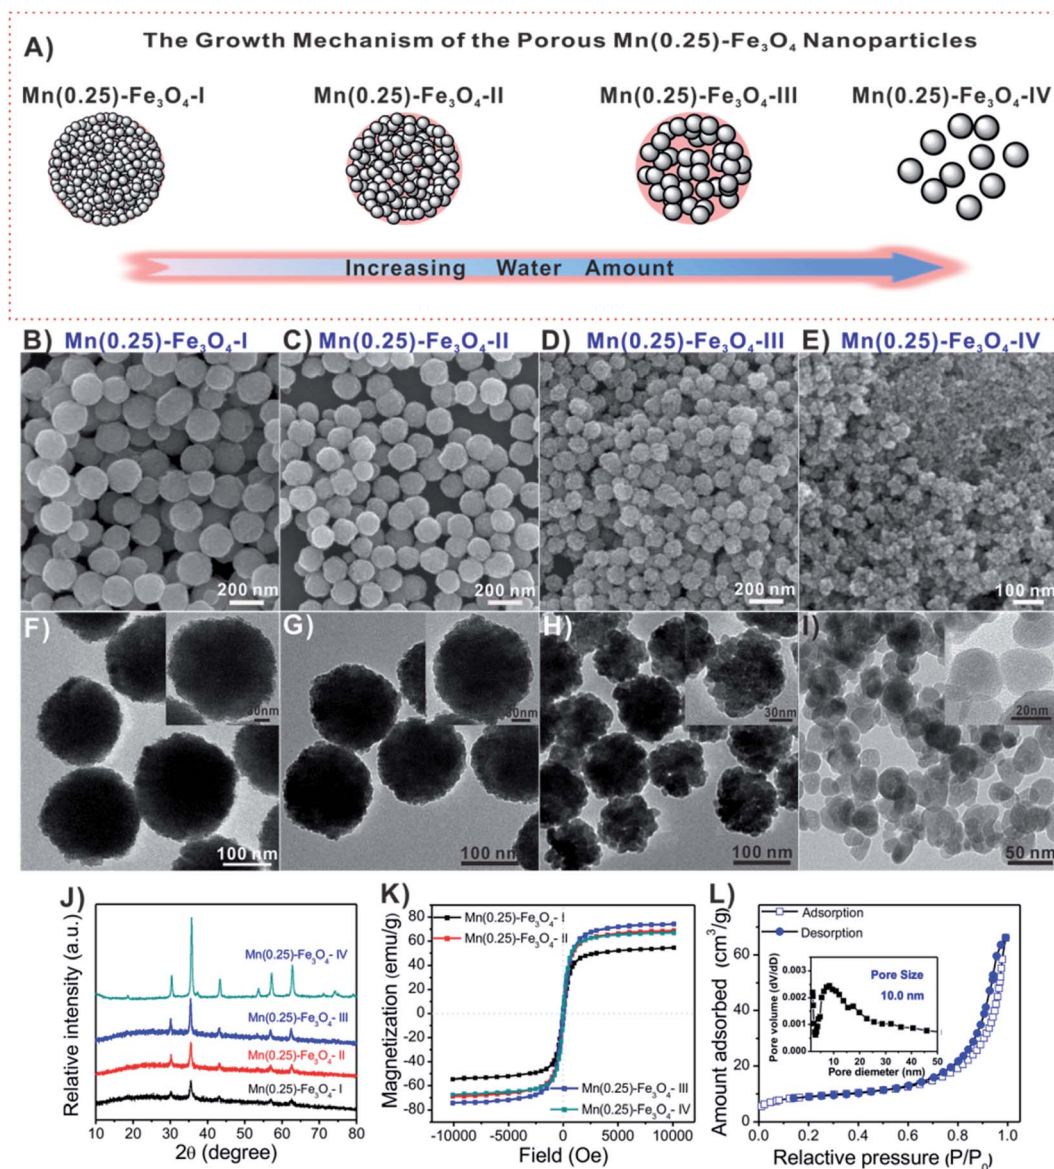 A) The Growth Mechanism of the Porous Mn(0.25)-Fe₃O₄ Nanoparticles
Mn(0.25)-Fe₃O₄-I
Mn(0.25)-Fe₃O₄-II
Mn(0.25)-Fe₃O₄-III
Mn(0.25)-Fe₃O₄-IV
Increasing Water Amount
B) Mn(0.25)-Fe₃O₄-I
C) Mn(0.25)-Fe₃O₄-II
D) Mn(0.25)-Fe₃O₄-III
E) Mn(0.25)-Fe₃O₄-IV
200 nm
200 nm
200 nm
100 nm
F)
30nm
100 nm
G)
30nm
100 nm
H)
30nm
100 nm
I)
20nm
50 nm
J)
Relative intensity (a.u.)
Mn(0.25)-Fe₃O₄- IV
Mn(0.25)-Fe₃O₄- III
Mn(0.25)-Fe₃O₄- II
Mn(0.25)-Fe₃O₄- I
10 20 30 40 50 60 70 80
2θ (degree)
K)
Magnetization (emu/g)
80
60
40
20
0
-20
-40
-60
-80
Mn(0.25)-Fe₃O₄- I
Mn(0.25)-Fe₃O₄- II
Mn(0.25)-Fe₃O₄- III
Mn(0.25)-Fe₃O₄- IV
-10000 -5000 0 5000 10000
Field (Oe)
L)
Amount adsorbed (cm³/g)
80
60
40
20
0
Adsorption
Desorption
Pore volume (dV/dD)
0.003
0.002
0.001
0.000
Pore Size
10.0 nm
10 20 30 40 50
Pore diemeter (nm)
0.0 0.2 0.4 0.6 0.8 1.0
Relactive pressure (P/P₀)